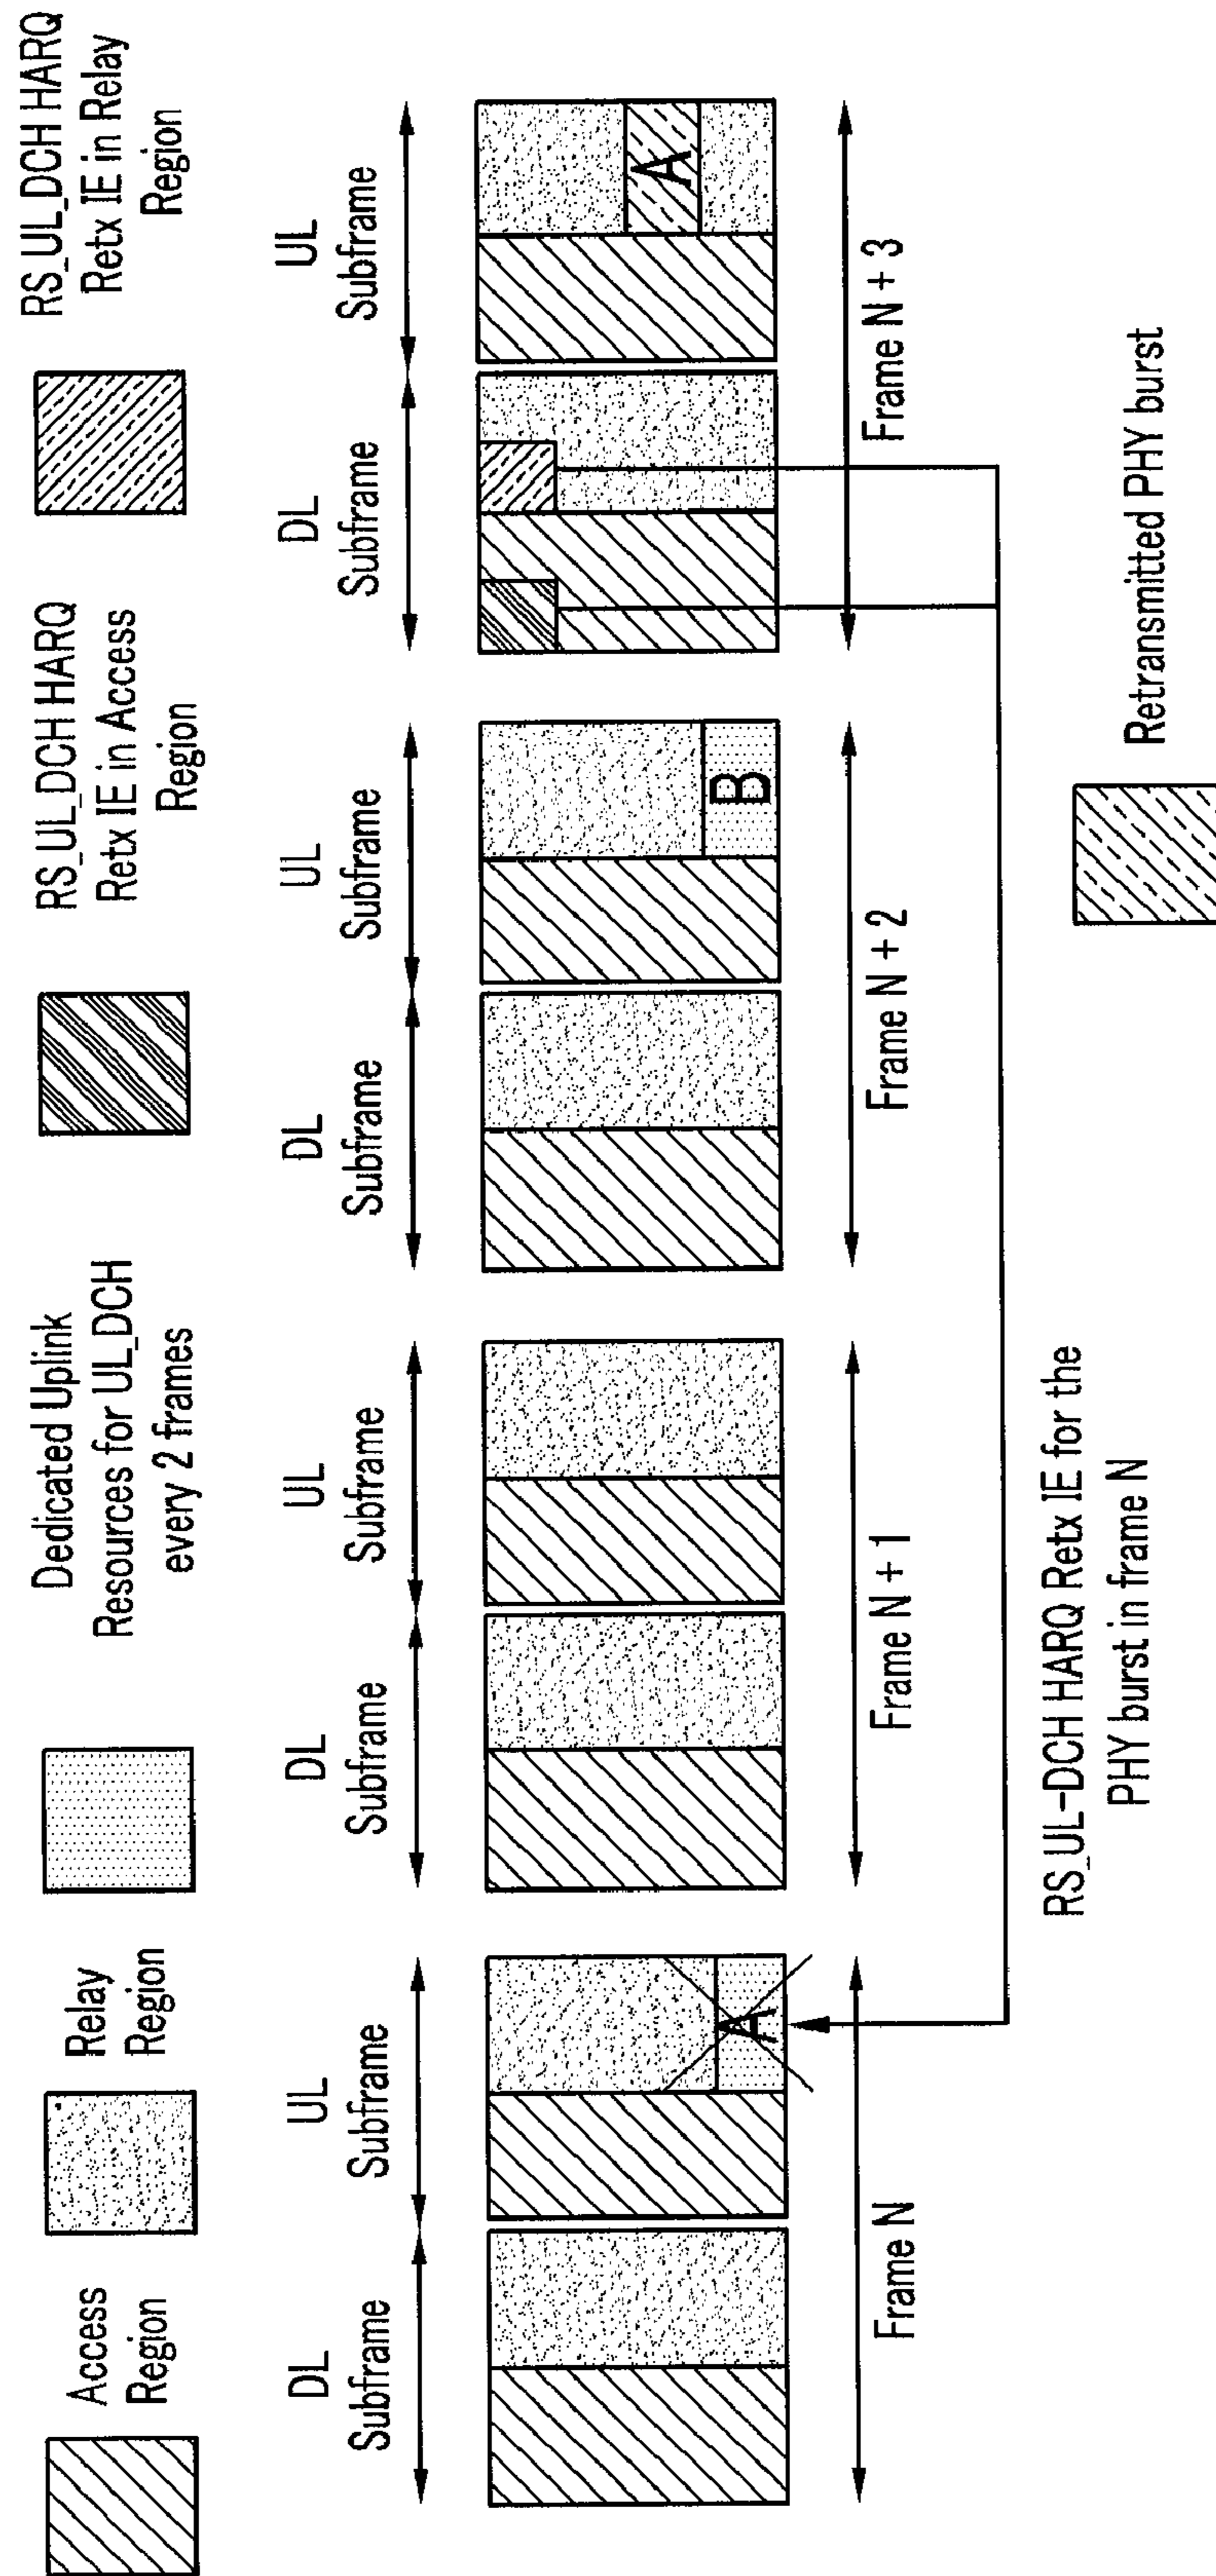 Access
Region
Relay
Region
Dedicated Uplink
Resources for UL_DCH
every 2 frames
RS_UL_DCH HARQ
Retx IE in Access
Region
RS_UL_DCH HARQ
Retx IE in Relay
Region
DL
Subframe
UL
Subframe
DL
Subframe
UL
Subframe
DL
Subframe
UL
Subframe
DL
Subframe
UL
Subframe
A
B
A
Frame N
Frame N + 1
Frame N + 2
Frame N + 3
RS_UL-DCH HARQ Retx IE for the
PHY burst in frame N
Retransmitted PHY burst